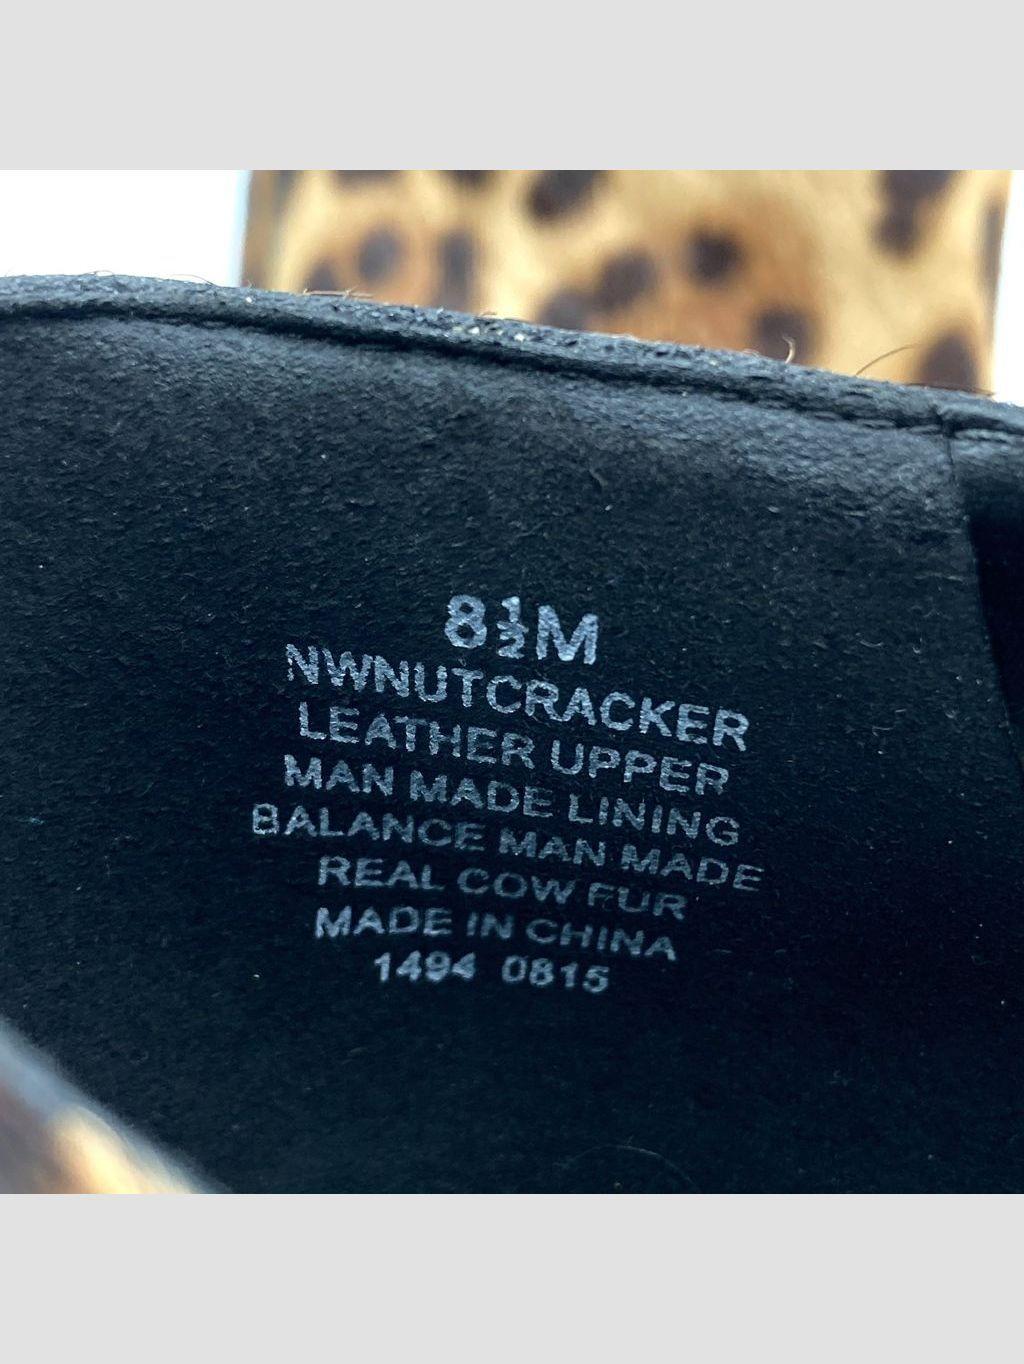 8½M
NWNUTCRACKER
LEATHER UPPER
MAN MADE LINING
BALANCE MAN MADE
REAL COW FUR
MADE IN CHINA
1494 0815